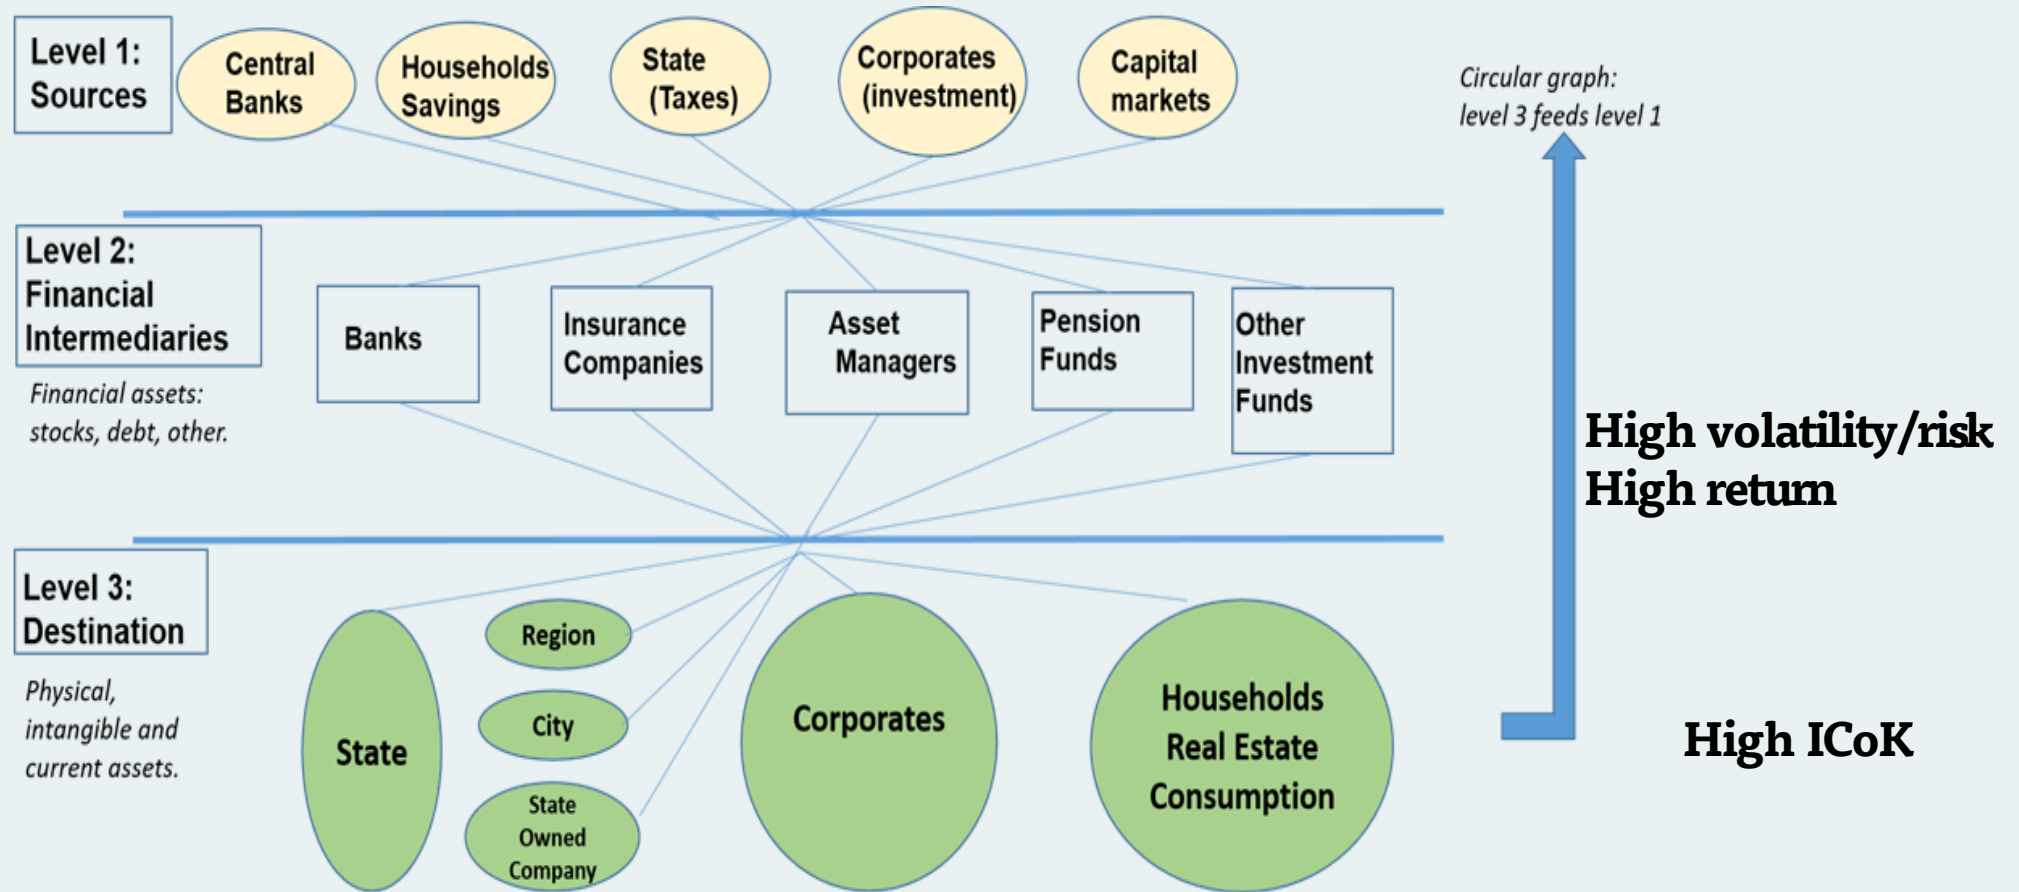 Level 1:
Sources
Central
Banks
Households
Savings
State
(Taxes)
Corporates
(investment)
Capital
markets
Circular graph:
level 3 feeds level 1
Level 2:
Financial
Intermediaries
Financial assets:
stocks, debt, other.
Banks
Insurance
Companies
Asset
Managers
Pension
Funds
Other
Investment
Funds
High volatility/risk
High return
Level 3:
Destination
Physical,
intangible and
current assets.
State
Region
City
State
Owned
Company
Corporates
Households
Real Estate
Consumption
High ICoK